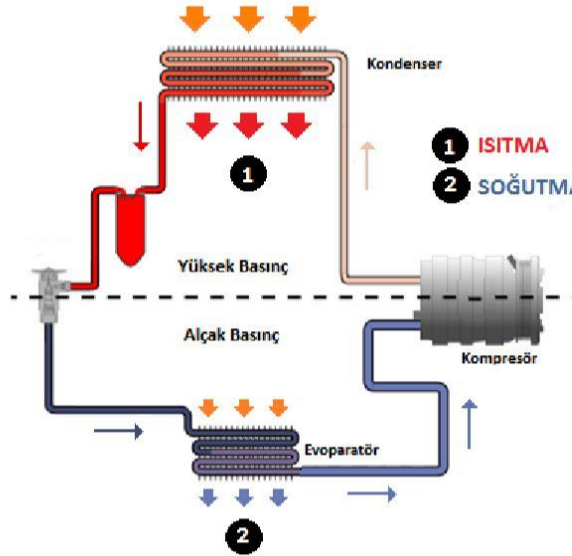 Kondenser
1 ISITMA
2 SOĞUTMA
1
Yüksek Basınç
Alçak Basınç
Kompresör
Evoparatör
2